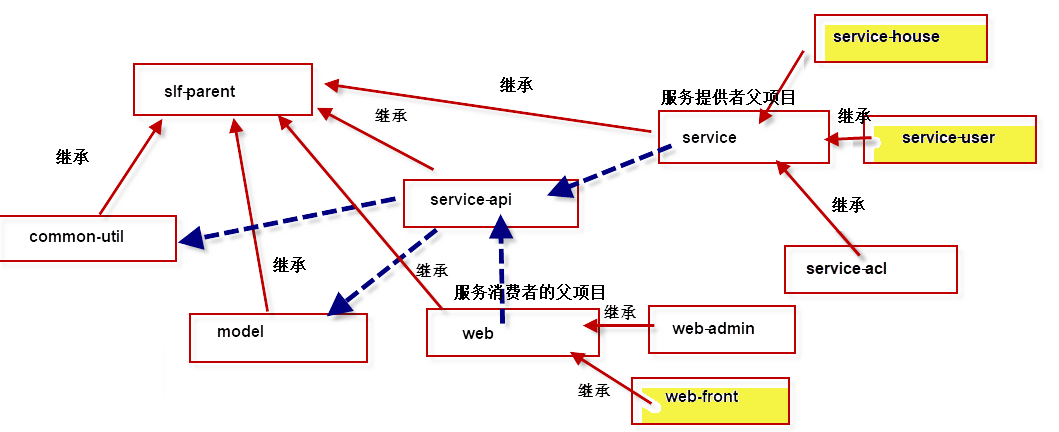 service-house
slf-parent
继承
服务提供者父项目
继承
继承
service
service-user
继承
service-api
继承
common-util
继承
继承
service-acl
服务消费者的父项目
继承
model
web
web-admin
继承
web-front